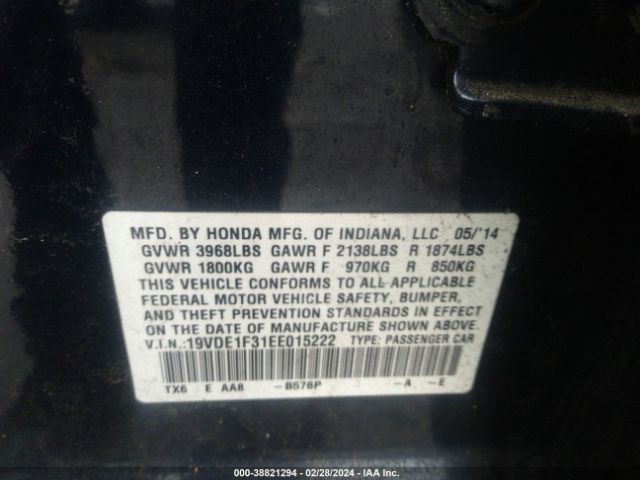 MFD. BY HONDA MFG. OF INDIANA, LLC 05/'14
GVWR 3968LBS GAWR F 2138LBS R 1874LBS
GVWR 1800KG GAWR F 970KG R 850KG
THIS VEHICLE CONFORMS TO ALL APPLICABLE
FEDERAL MOTOR VEHICLE SAFETY, BUMPER,
AND THEFT PREVENTION STANDARDS IN EFFECT
ON THE DATE OF MANUFACTURE SHOWN ABOVE.
V.I.N.:19VDE1F31EE015222 TYPE: PASSENGER CAR
TX6 E AA8 -B576P -A -E
000-38821294 - 02/28/2024 - IAA Inc.